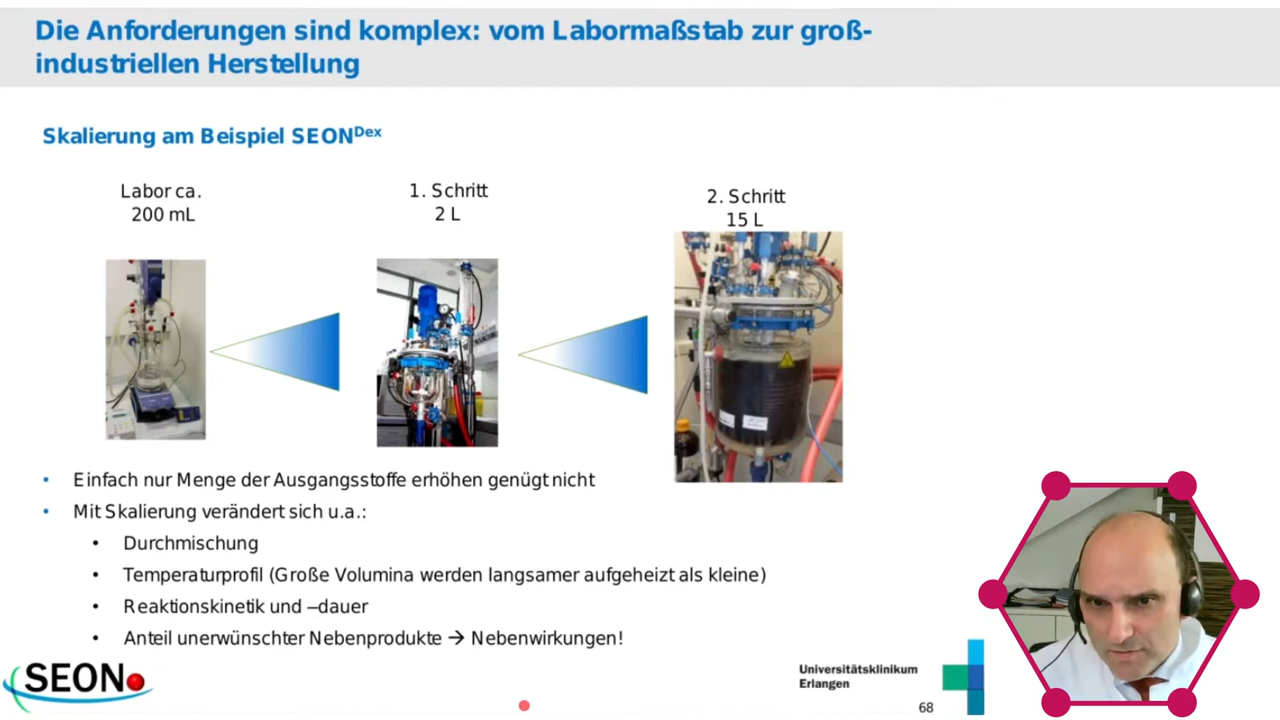 Die Anforderungen sind komplex: vom Labormaßstab zur groß-
industriellen Herstellung
Skalierung am Beispiel SEONDex
Labor ca.
200 mL
1. Schritt
2 L
2. Schritt
15 L
• Einfach nur Menge der Ausgangsstoffe erhöhen genügt nicht
• Mit Skalierung verändert sich u.a.:
• Durchmischung
• Temperaturprofil (Große Volumina werden langsamer aufgeheizt als kleine)
• Reaktionskinetik und –dauer
• Anteil unerwünschter Nebenprodukte → Nebenwirkungen!
SEON
Universitätsklinikum
Erlangen
68